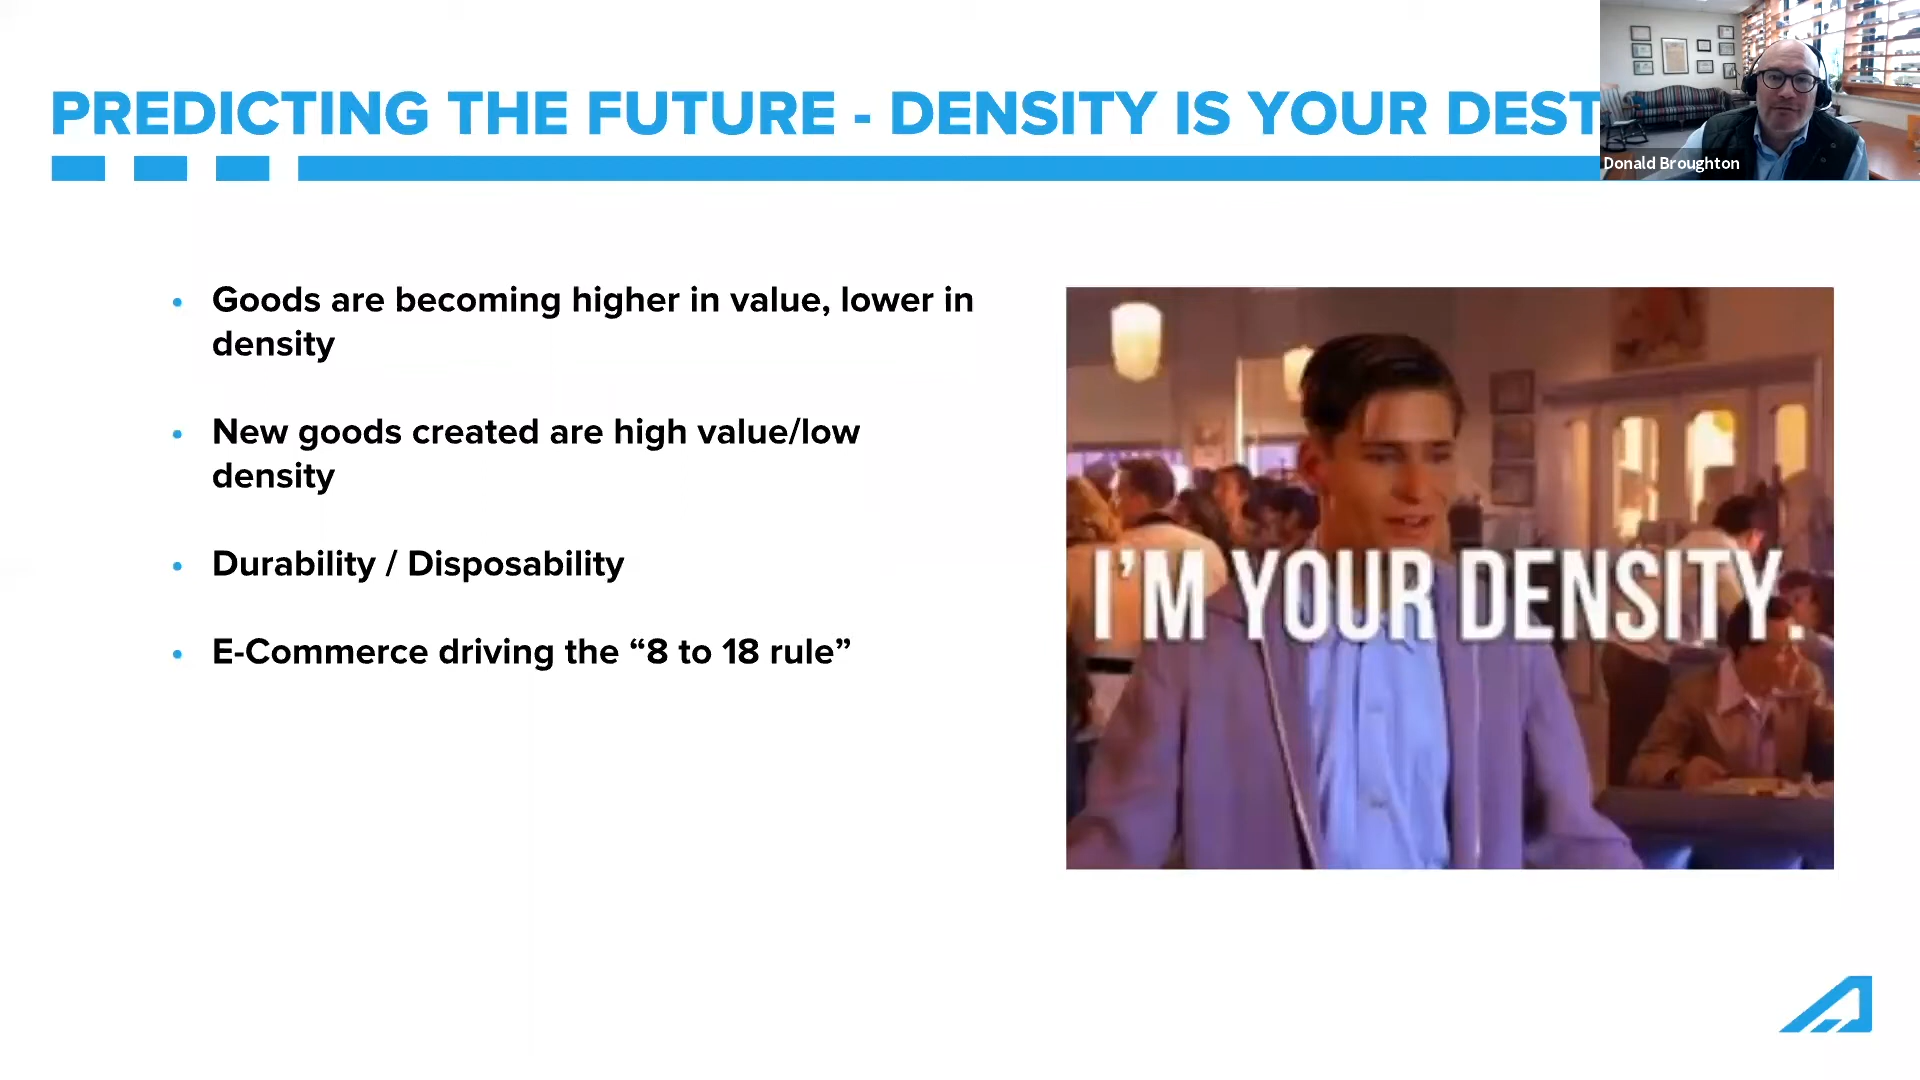 PREDICTING THE FUTURE - DENSITY IS YOUR DEST
Donald Broughton
• Goods are becoming higher in value, lower in
density
• New goods created are high value/low
density
• Durability / Disposability
• E-Commerce driving the “8 to 18 rule”
I'M YOUR DENSITY.